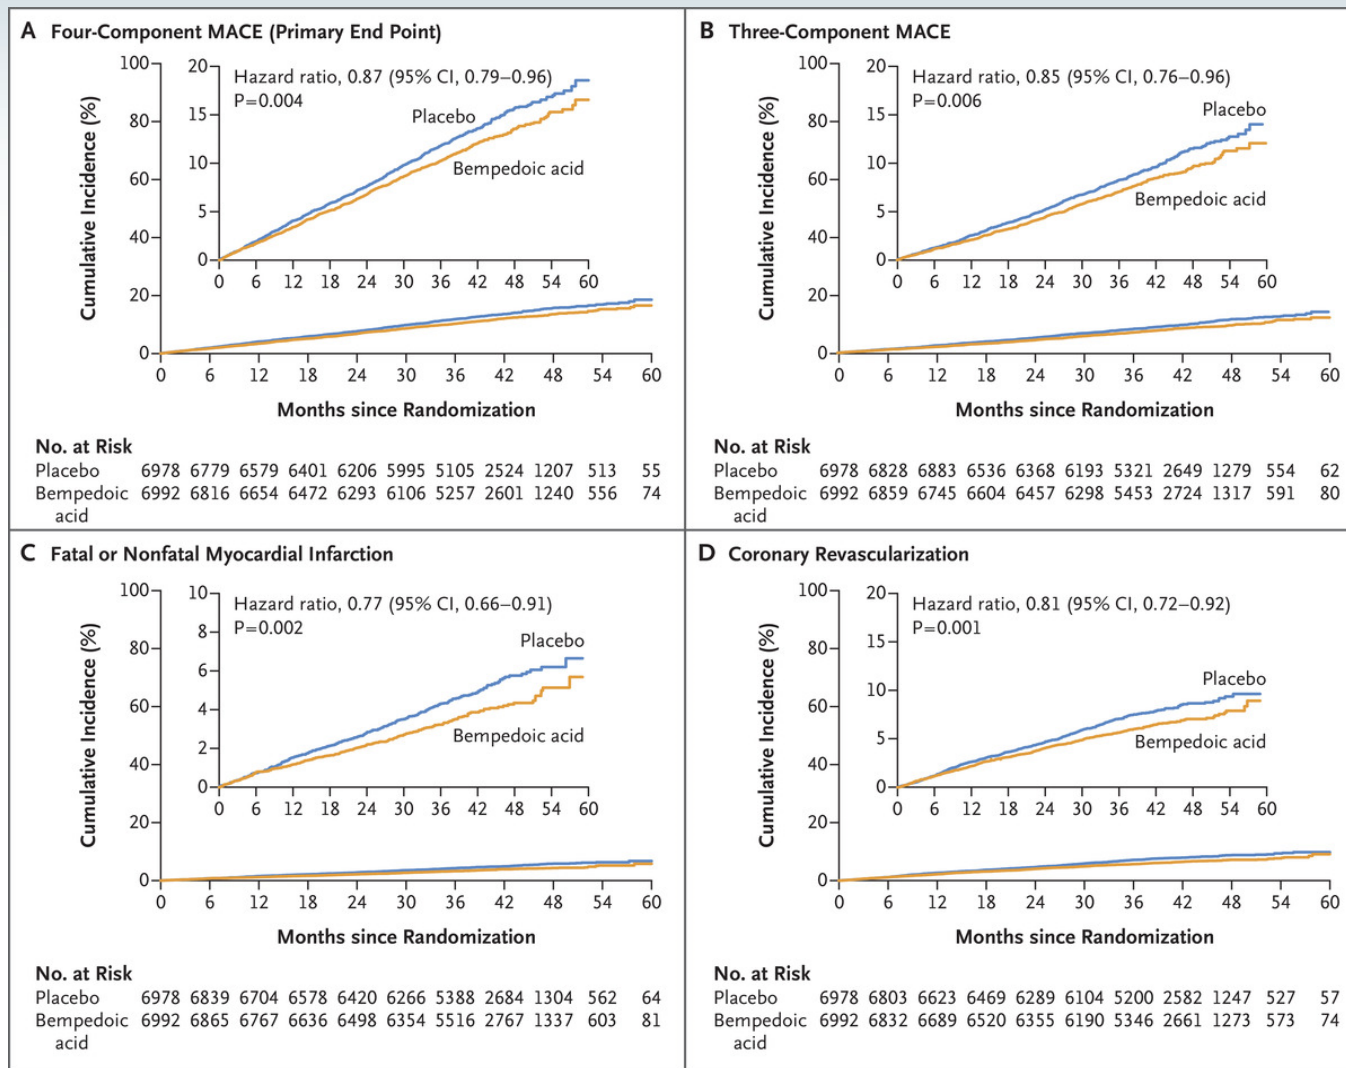 A Four-Component MACE (Primary End Point)
Cumulative Incidence (%)
100
80
60
40
20
0
20
15
10
5
0
Hazard ratio, 0.87 (95% CI, 0.79–0.96)
P=0.004
Placebo
Bempedoic acid
0 6 12 18 24 30 36 42 48 54 60
0 6 12 18 24 30 36 42 48 54 60
Months since Randomization
No. at Risk
Placebo 6978 6779 6579 6401 6206 5995 5105 2524 1207 513 55
Bempedoic 6992 6816 6654 6472 6293 6106 5257 2601 1240 556 74
acid
B Three-Component MACE
Cumulative Incidence (%)
100
80
60
40
20
0
20
15
10
5
0
Hazard ratio, 0.85 (95% CI, 0.76–0.96)
P=0.006
Placebo
Bempedoic acid
0 6 12 18 24 30 36 42 48 54 60
0 6 12 18 24 30 36 42 48 54 60
Months since Randomization
No. at Risk
Placebo 6978 6828 6883 6536 6368 6193 5321 2649 1279 554 62
Bempedoic 6992 6859 6745 6604 6457 6298 5453 2724 1317 591 80
acid
C Fatal or Nonfatal Myocardial Infarction
Cumulative Incidence (%)
100
80
60
40
20
0
10
8
6
4
2
0
Hazard ratio, 0.77 (95% CI, 0.66–0.91)
P=0.002
Placebo
Bempedoic acid
0 6 12 18 24 30 36 42 48 54 60
0 6 12 18 24 30 36 42 48 54 60
Months since Randomization
No. at Risk
Placebo 6978 6839 6704 6578 6420 6266 5388 2684 1304 562 64
Bempedoic 6992 6865 6767 6636 6498 6354 5516 2767 1337 603 81
acid
D Coronary Revascularization
Cumulative Incidence (%)
100
80
60
40
20
0
20
15
10
5
0
Hazard ratio, 0.81 (95% CI, 0.72–0.92)
P=0.001
Placebo
Bempedoic acid
0 6 12 18 24 30 36 42 48 54 60
0 6 12 18 24 30 36 42 48 54 60
Months since Randomization
No. at Risk
Placebo 6978 6803 6623 6469 6289 6104 5200 2582 1247 527 57
Bempedoic 6992 6832 6689 6520 6355 6190 5346 2661 1273 573 74
acid